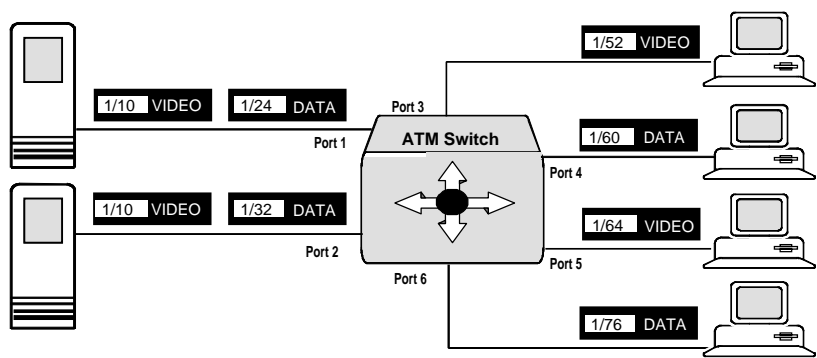 1/52 VIDEO
1/10 VIDEO
1/24 DATA
Port 3
Port 1
ATM Switch
1/60 DATA
Port 4
1/10 VIDEO
1/32 DATA
Port 2
1/64 VIDEO
Port 5
Port 6
1/76 DATA